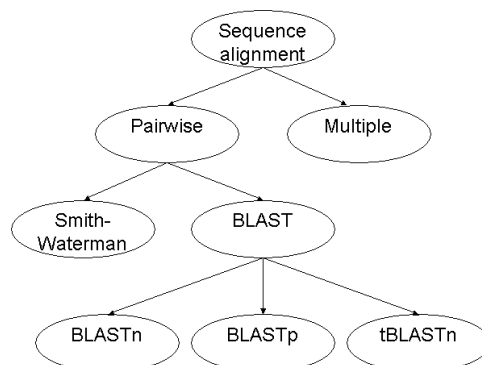 Sequence
alignment
Pairwise
Multiple
Smith-
Waterman
BLAST
BLASTn
BLASTp
tBLASTn